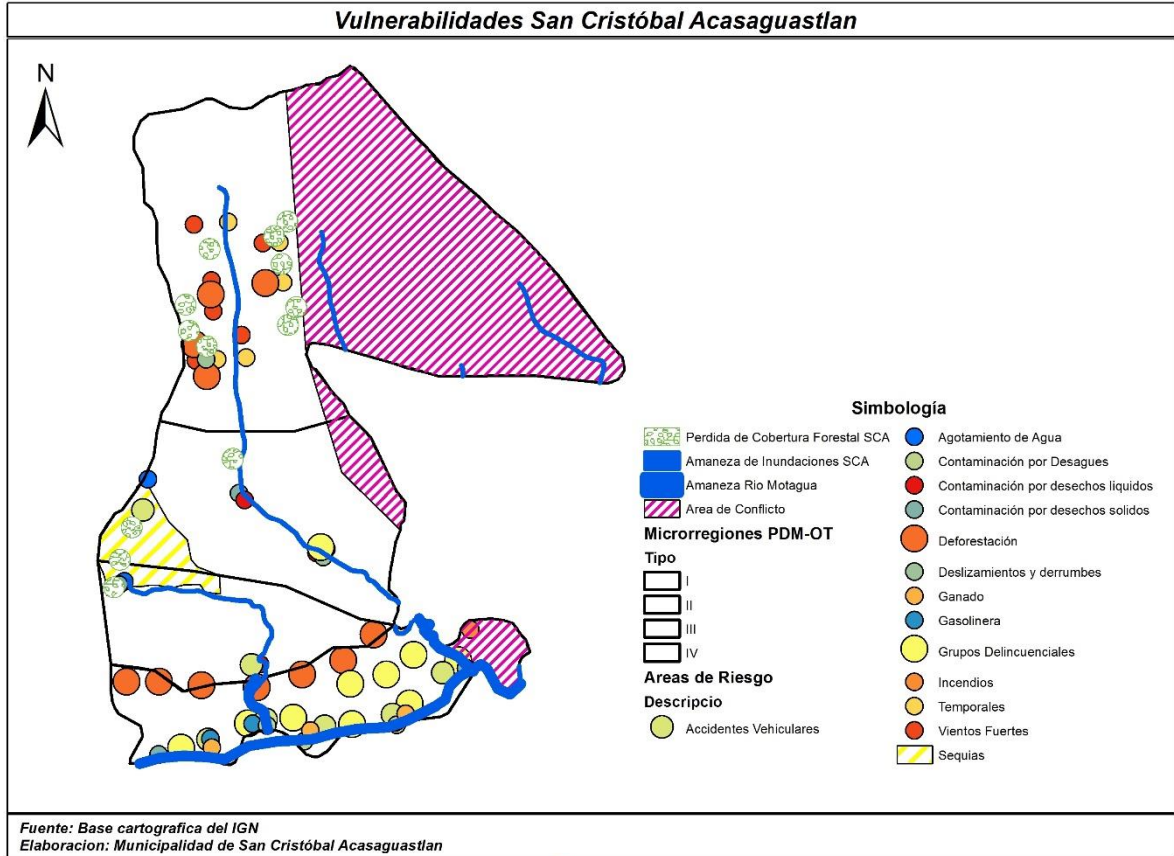 Vulnerabilidades San Cristóbal Acasaguastlan
N
Simbología
Perdida de Cobertura Forestal SCA
Amaneza de Inundaciones SCA
Amaneza Rio Motagua
Area de Conflicto
Microrregiones PDM-OT
Tipo
I
II
III
IV
Areas de Riesgo
Descripcio
Accidentes Vehiculares
Agotamiento de Agua
Contaminación por Desagues
Contaminación por desechos liquidos
Contaminación por desechos solidos
Deforestación
Deslizamientos y derrumbes
Ganado
Gasolinera
Grupos Delincuenciales
Incendios
Temporales
Vientos Fuertes
Sequias
Fuente: Base cartografica del IGN
Elaboracion: Municipalidad de San Cristóbal Acasaguastlan